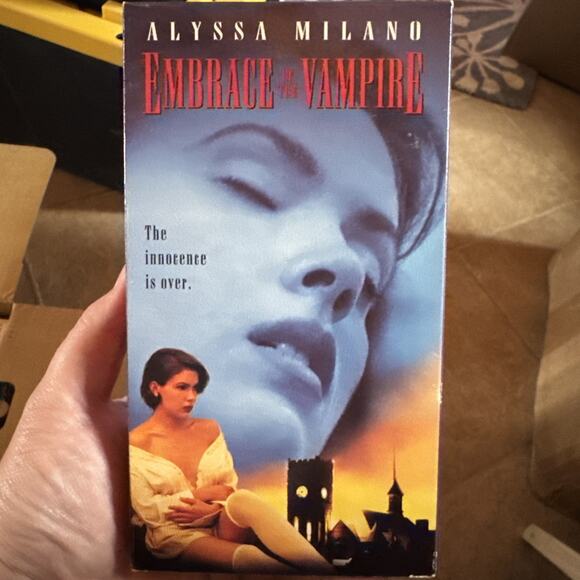 ALYSSA MILANO
EMBRACE OF THE VAMPIRE
The
innocence
is over.